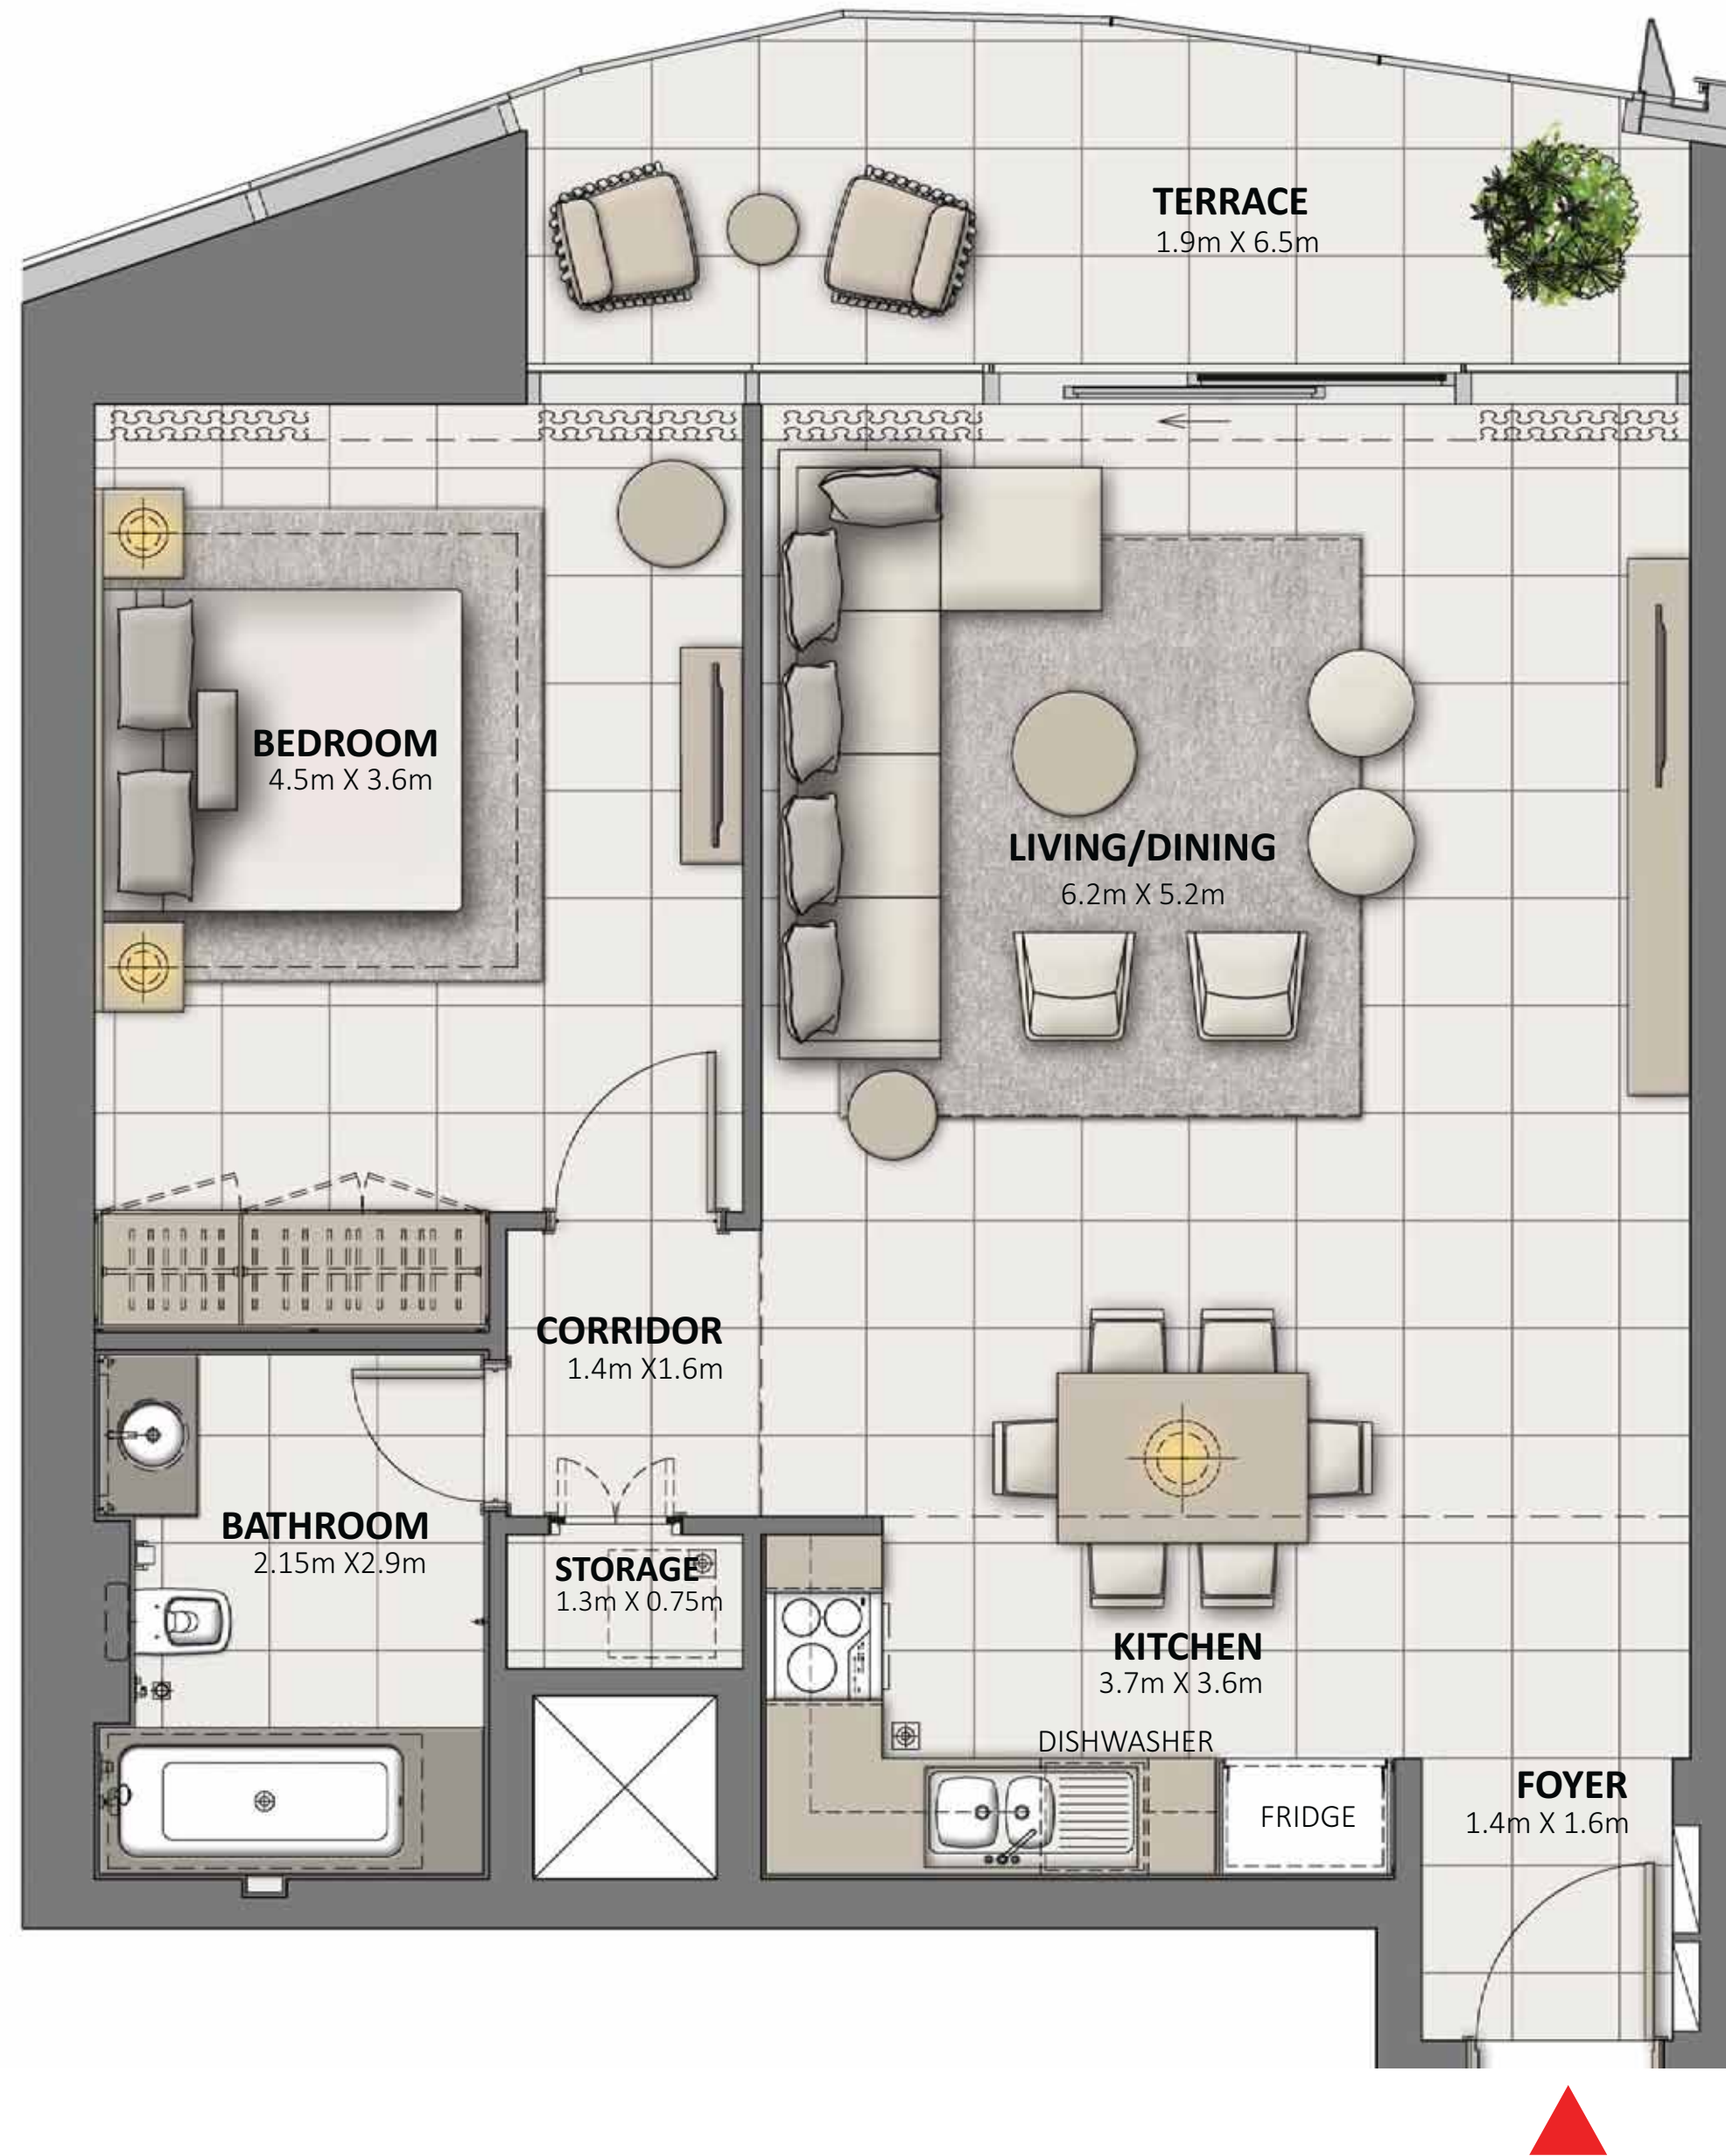 TERRACE
1.9m X 6.5m
BEDROOM
4.5m X 3.6m
LIVING/DINING
6.2m X 5.2m
CORRIDOR
1.4m X1.6m
BATHROOM
2.15m X2.9m
STORAGE
1.3m X 0.75m
KITCHEN
3.7m X 3.6m
DISHWASHER
FRIDGE
FOYER
1.4m X 1.6m